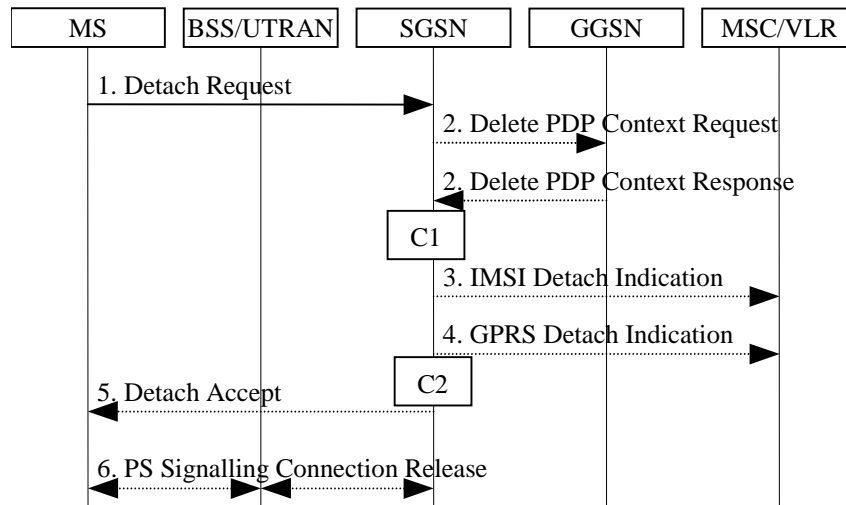 MS
BSS/UTRAN
SGSN
GGSN
MSC/VLR
1. Detach Request
2. Delete PDP Context Request
2. Delete PDP Context Response
C1
3. IMSI Detach Indication
4. GPRS Detach Indication
C2
5. Detach Accept
6. PS Signalling Connection Release